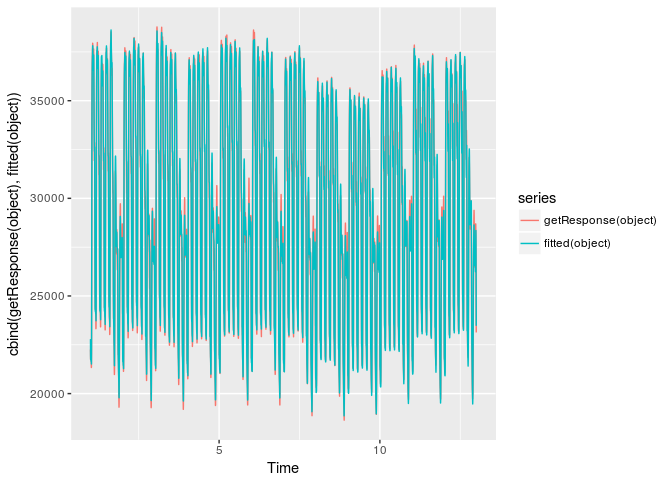 cbind(getResponse(object), fitted(object))
35000
30000
25000
20000
5
10
Time
series
getResponse(object)
fitted(object)